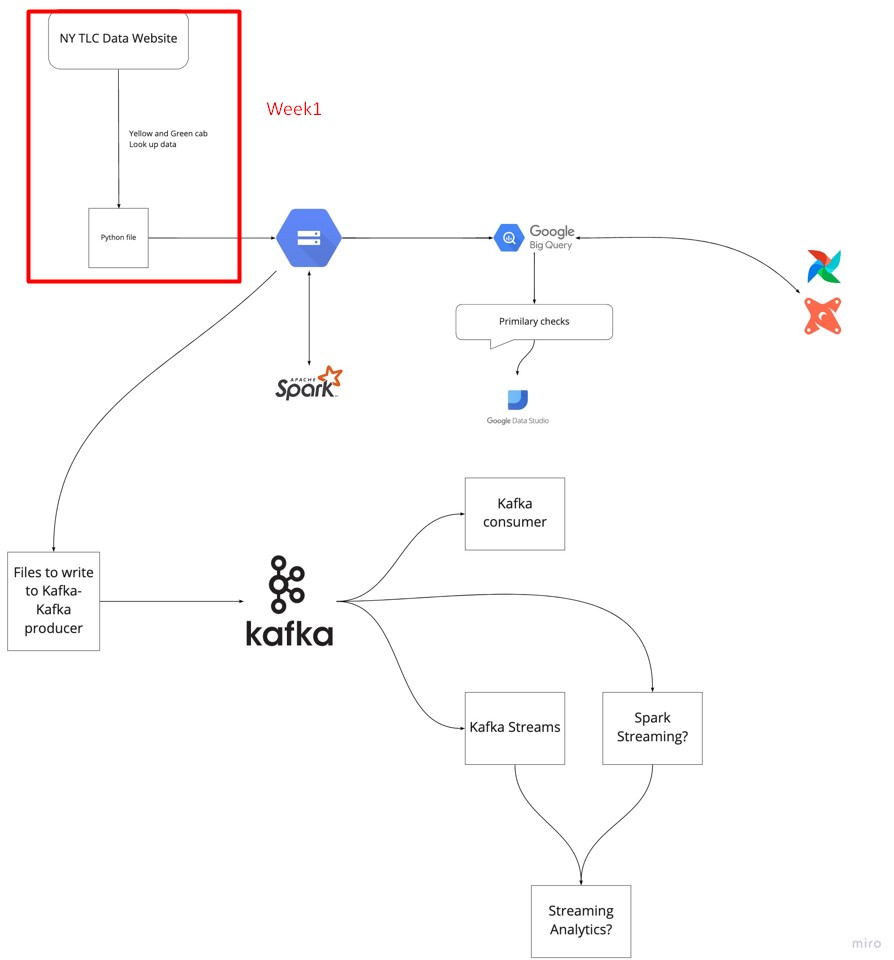 NY TLC Data Website
Week1
Yellow and Green cab
Look up data
Python file
Google
Big Query
Primilary checks
APACHE
Spark
Google Data Studio
Kafka
consumer
Files to write
to Kafka-
Kafka
producer
kafka
Kafka Streams
Spark
Streaming?
Streaming
Analytics?
miro